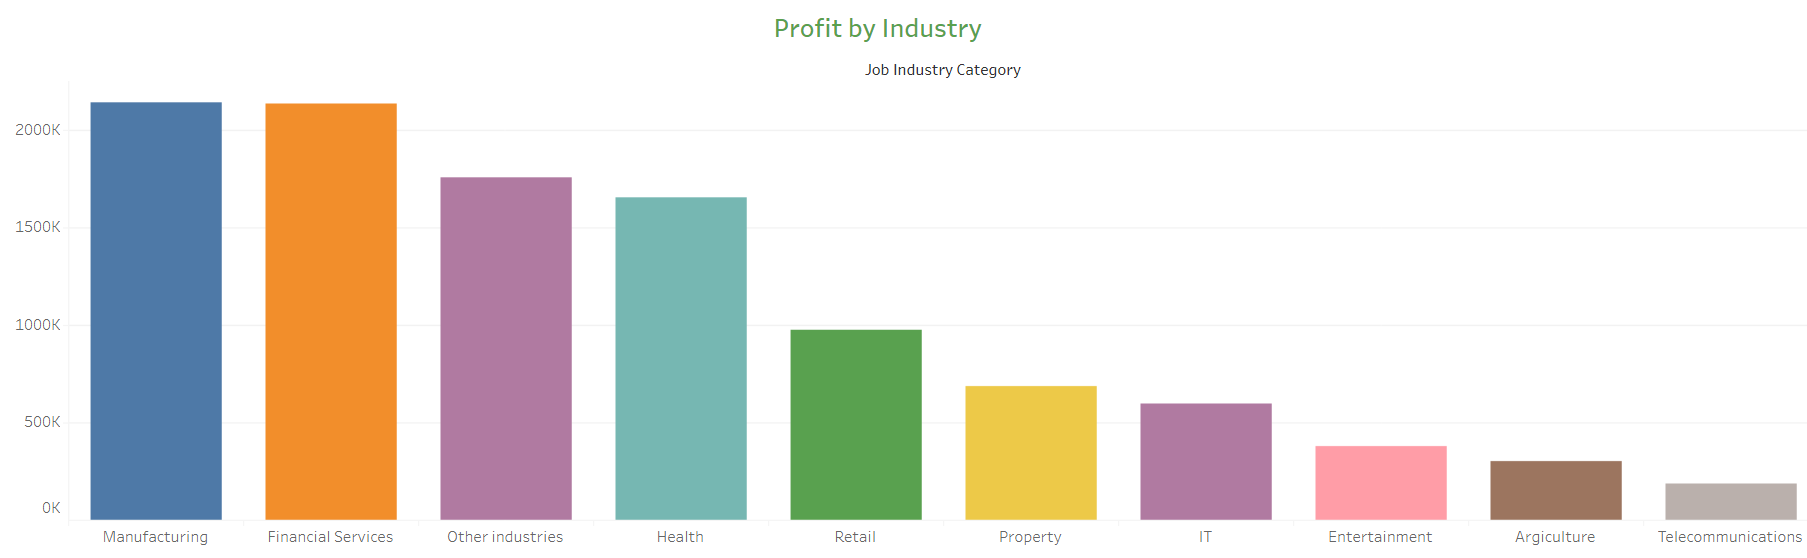 Profit by Industry
Job Industry Category
2000K
1500K
1000K
500K
0K
Manufacturing Financial Services Other industries Health Retail Property IT Entertainment Argiculture Telecommunications